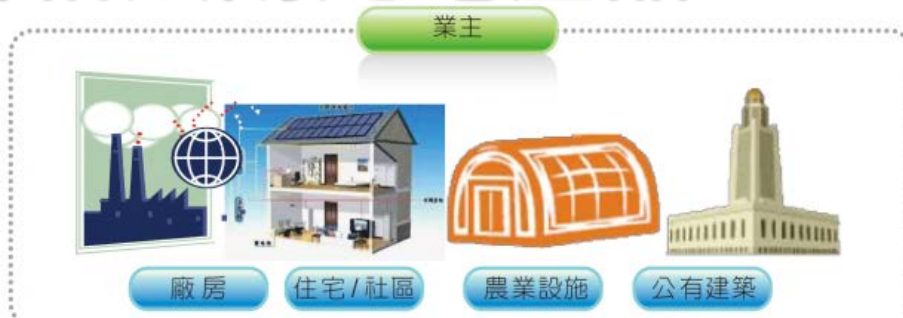 業主
廠房
住宅/社區
農業設施
公有建築